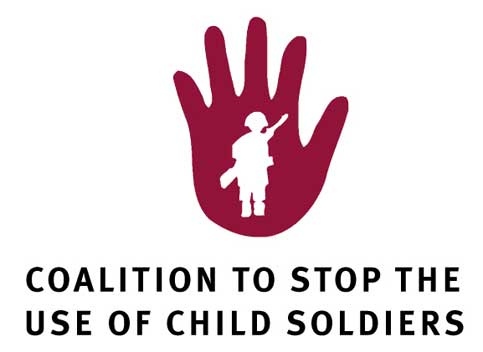 COALITION TO STOP THE
USE OF CHILD SOLDIERS